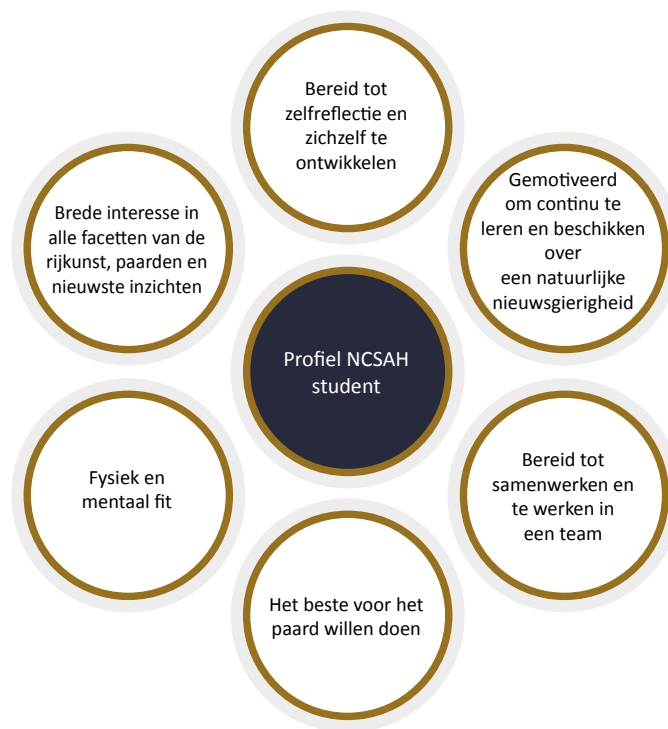 Bereid tot
zelfreflectie en
zichzelf te
ontwikkelen
Gemotiveerd
om continu te
leren en beschikken
over
een natuurlijke
nieuwsgierigheid
Brede interesse in
alle facetten van de
rijkunst, paarden en
nieuwste inzichten
Profiel NCSAH
student
Fysiek en
mentaal fit
Bereid tot
samenwerken en
te werken in
een team
Het beste voor het
paard willen doen